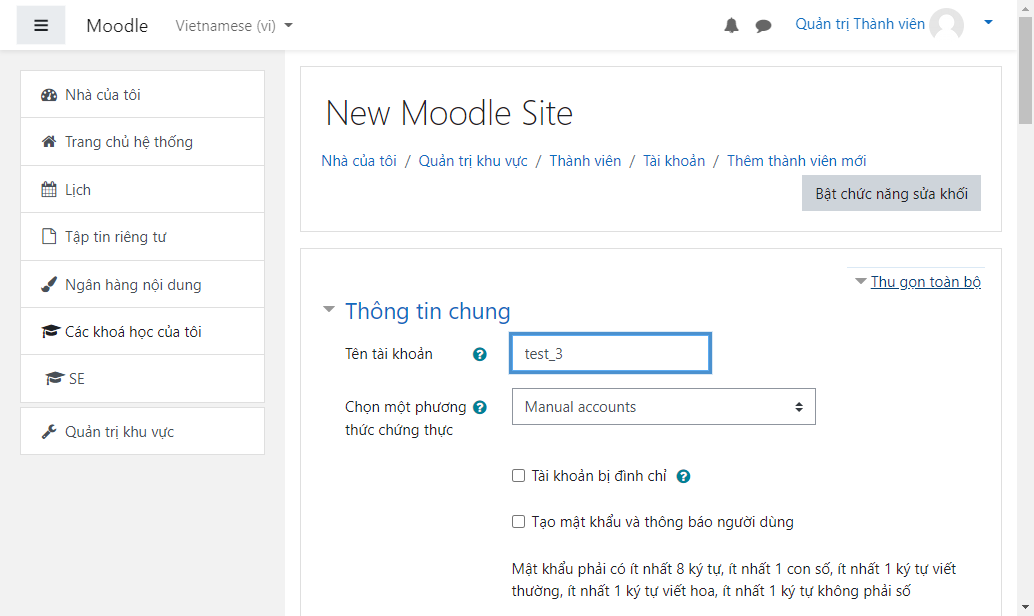 Moodle
Vietnamese (vi)
Quản trị Thành viên
Nhà của tôi
Trang chủ hệ thống
Lịch
Tập tin riêng tư
Ngân hàng nội dung
Các khoá học của tôi
SE
Quản trị khu vực
New Moodle Site
Nhà của tôi / Quản trị khu vực / Thành viên / Tài khoản / Thêm thành viên mới
Bật chức năng sửa khối
Thu gọn toàn bộ
Thông tin chung
Tên tài khoản
test_3
Chọn một phương
thức chứng thực
Manual accounts
Tài khoản bị đình chỉ
Tạo mật khẩu và thông báo người dùng
Mật khẩu phải có ít nhất 8 ký tự, ít nhất 1 con số, ít nhất 1 ký tự viết
thường, ít nhất 1 ký tự viết hoa, ít nhất 1 ký tự không phải số